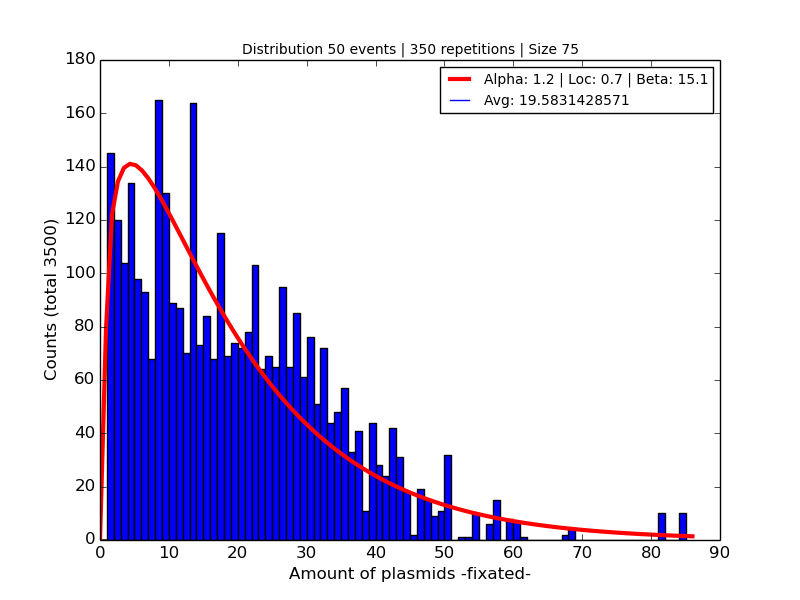 Distribution 50 events | 350 repetitions | Size 75
Alpha: 1.2 | Loc: 0.7 | Beta: 15.1
Avg: 19.5831428571
Counts (total 3500)
180
160
140
120
100
80
60
40
20
0
0 10 20 30 40 50 60 70 80 90
Amount of plasmids -fixated-